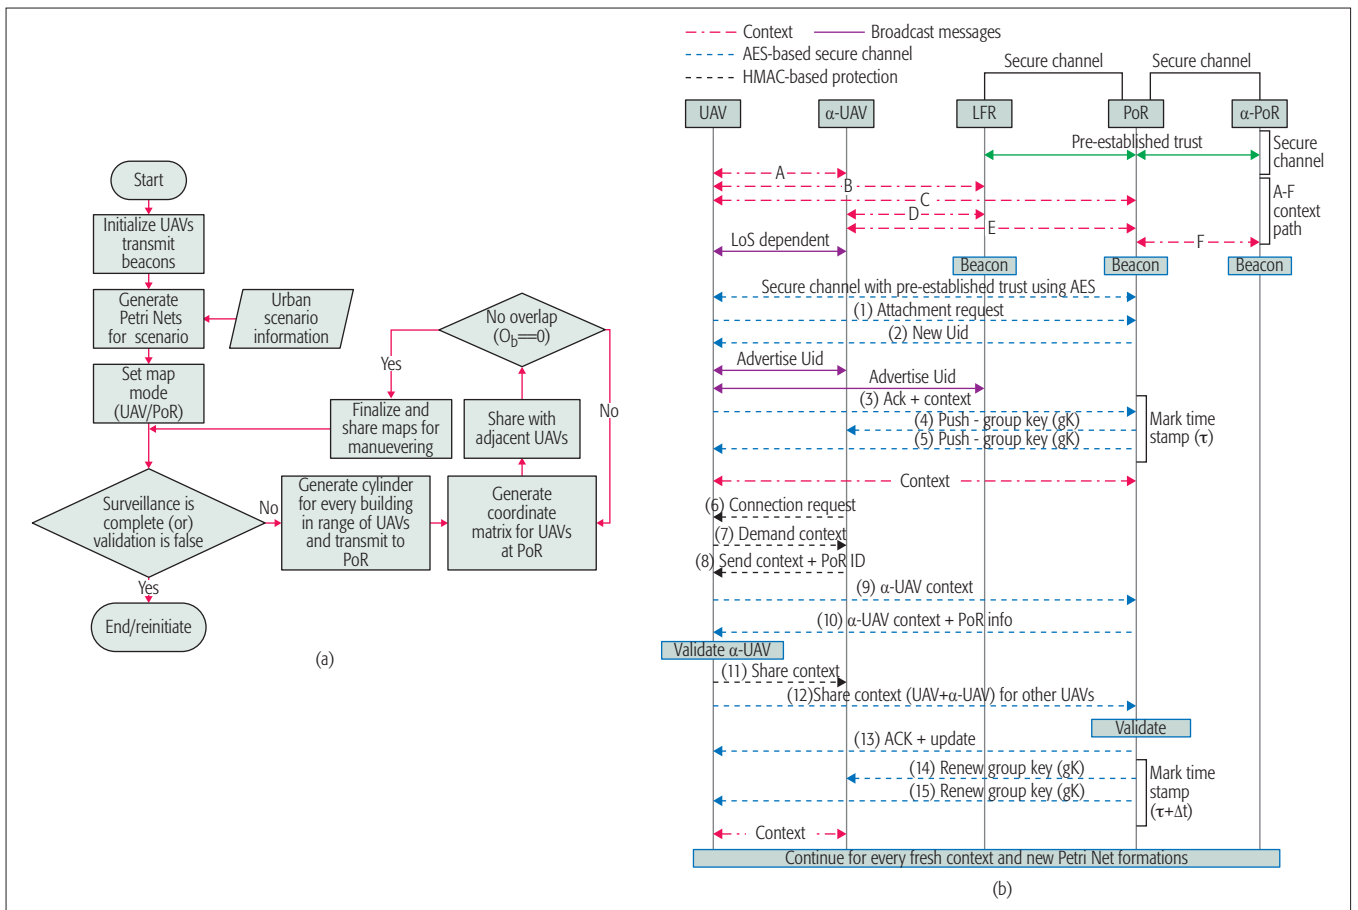 Start
Initialize UAVs
transmit
beacons
Generate
Petri Nets
for scenario
Urban
scenario
information
Set map
mode
(UAV/PoR)
Surveillance is
complete (or)
validation is false
No
Yes
End/reinitiate
Generate cylinder
for every building
in range of UAVs
and transmit to
PoR
Generate
coordinate
matrix for UAVs
at PoR
Share with
adjacent UAVs
No overlap
(Ob==0)
Yes
No
Finalize and
share maps for
manuevering
(a)
Context
Broadcast messages
AES-based secure channel
HMAC-based protection
Secure channel
Secure channel
UAV
α-UAV
LFR
PoR
α-PoR
Pre-established trust
Secure
channel
A
B
C
D
E
F
A-F
context
path
LoS dependent
Beacon
Beacon
Beacon
Secure channel with pre-established trust using AES
(1) Attachment request
(2) New Uid
Advertise Uid
Advertise Uid
(3) Ack + context
(4) Push - group key (gK)
(5) Push - group key (gK)
Mark time
stamp (τ)
Context
(6) Connection request
(7) Demand context
(8) Send context + PoR ID
(9) α-UAV context
(10) α-UAV context + PoR info
Validate α-UAV
(11) Share context
(12)Share context (UAV+α-UAV) for other UAVs
Validate
(13) ACK + update
(14) Renew group key (gK)
(15) Renew group key (gK)
Mark time
stamp
(τ+Δt)
Context
Continue for every fresh context and new Petri Net formations
(b)